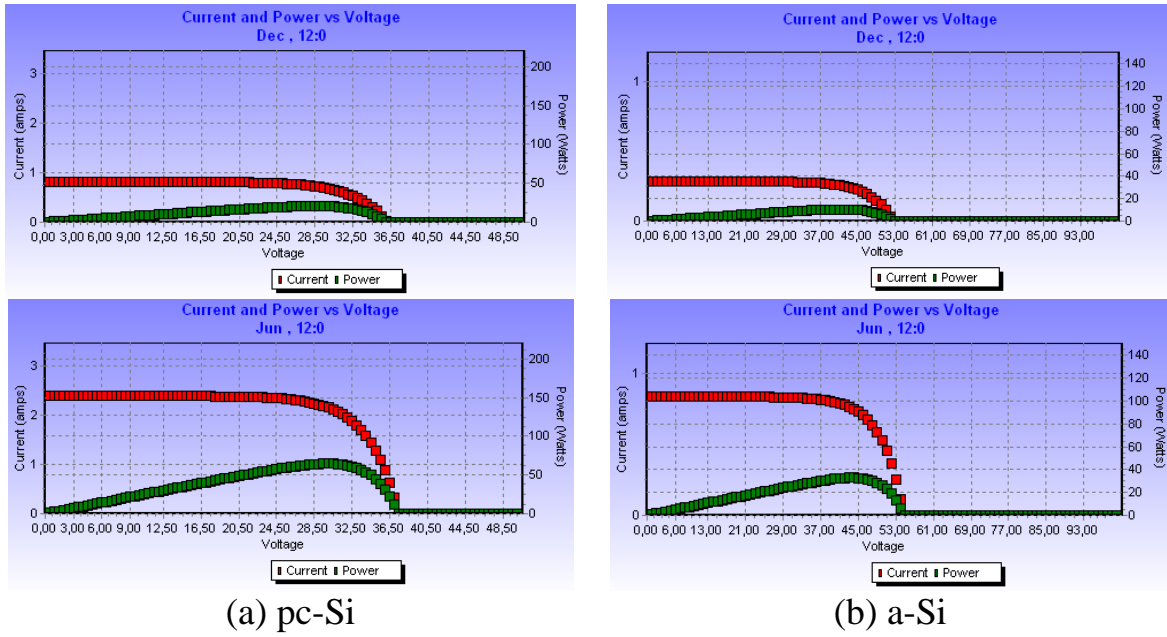 Current and Power vs Voltage
Dec , 12:0
Current (amps)
3
2
1
0
200
150
100
50
0
Power (Watts)
0,00 3,00 6,00 9,00 12,50 16,50 20,50 24,50 28,50 32,50 36,50 40,50 44,50 48,50
Voltage
Current Power
Current and Power vs Voltage
Dec , 12:0
Current (amps)
1
0
140
120
100
80
60
40
20
0
Power (Watts)
0,00 6,00 13,00 21,00 29,00 37,00 45,00 53,00 61,00 69,00 77,00 85,00 93,00
Voltage
Current Power
Current and Power vs Voltage
Jun , 12:0
Current (amps)
3
2
1
0
200
150
100
50
0
Power (Watts)
0,00 3,00 6,00 9,00 12,50 16,50 20,50 24,50 28,50 32,50 36,50 40,50 44,50 48,50
Voltage
Current Power
Current and Power vs Voltage
Jun , 12:0
Current (amps)
1
0
140
120
100
80
60
40
20
0
Power (Watts)
0,00 6,00 13,00 21,00 29,00 37,00 45,00 53,00 61,00 69,00 77,00 85,00 93,00
Voltage
Current Power
(a) pc-Si
(b) a-Si